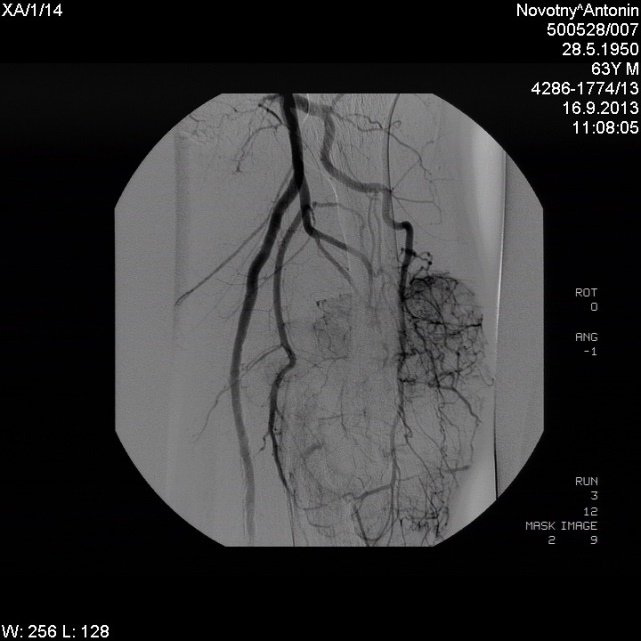 XA/1/14
Novotny^Antonin
500528/007
28.5.1950
63Y M
4286-1774/13
16.9.2013
11:08:05
ROT
0
ANG
-1
RUN
3
12
MASK IMAGE
2 9
W: 256 L: 128